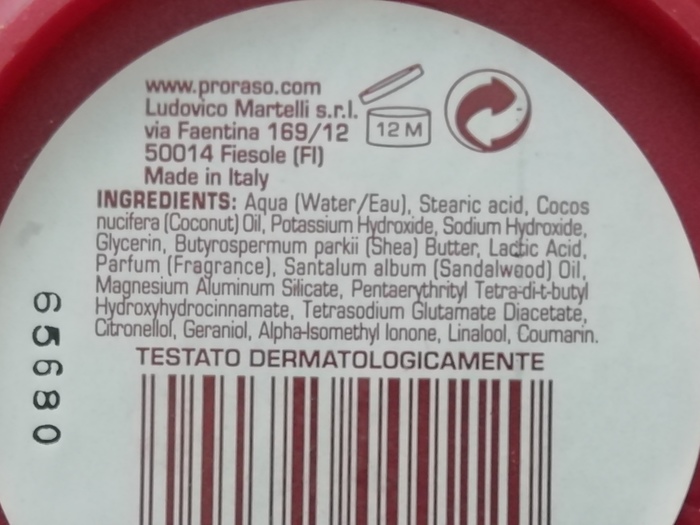 www.proraso.com
Ludovico Martelli s.r.l.
via Faentina 169/12
50014 Fiesole (FI)
Made in Italy
12 M
INGREDIENTS: Aqua (Water/Eau), Stearic acid, Cocos
nucifera (Coconut) Oil, Potassium Hydroxide, Sodium Hydroxide,
Glycerin, Butyrospermum parkii (Shea) Butter, Lactic Acid,
Parfum (Fragrance), Santalum album (Sandalwood) Oil,
Magnesium Aluminum Silicate, Pentaerythrityl Tetra-di-t-butyl
Hydroxyhydrocinnamate, Tetrasodium Glutamate Diacetate,
Citronellol, Geraniol, Alpha-Isomethyl Ionone, Linalool, Coumarin.
TESTATO DERMATOLOGICAMENTE
65680